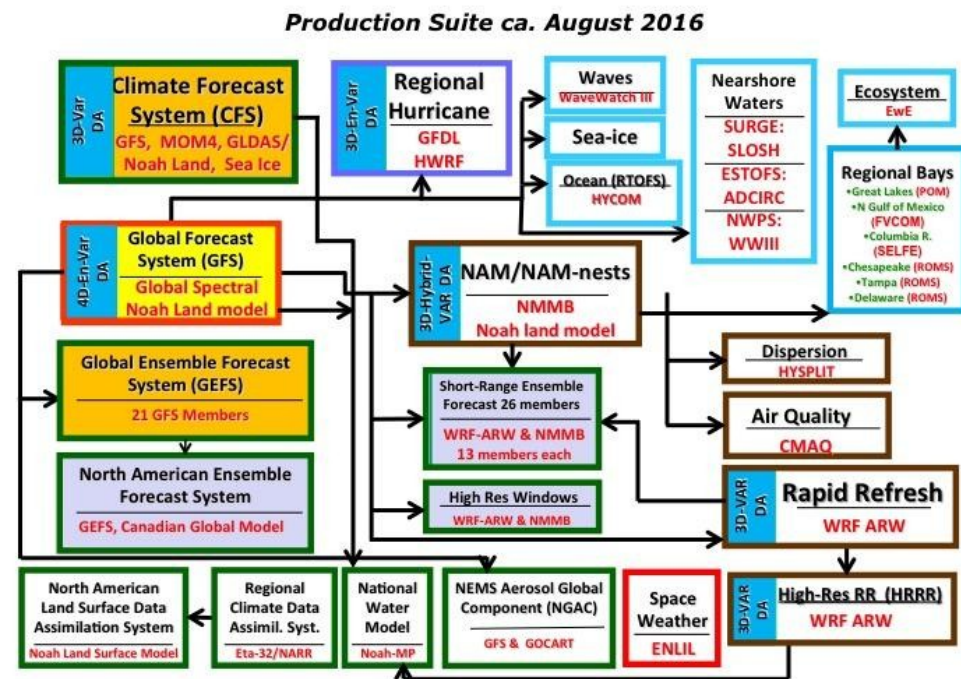 Production Suite ca. August 2016
3D-Var
DA
Climate Forecast
System (CFS)
GFS, MOM4, GLDAS/
Noah Land, Sea Ice
3D-En-Var
DA
Regional
Hurricane
GFDL
HWRF
Waves
WaveWatch III
Sea-ice
Ocean (RTOFS)
HYCOM
Nearshore
Waters
SURGE:
SLOSH
ESTOFS:
ADCIRC
NWPS:
WWIII
Ecosystem
EwE
Regional Bays
•Great Lakes (POM)
•N Gulf of Mexico
(FVCOM)
•Columbia R.
(SELFE)
•Chesapeake (ROMS)
•Tampa (ROMS)
•Delaware (ROMS)
4D-En-Var
DA
Global Forecast
System (GFS)
Global Spectral
Noah Land model
3D-Hybrid-
VAR DA
NAM/NAM-nests
NMMB
Noah land model
Global Ensemble Forecast
System (GEFS)
21 GFS Members
Short-Range Ensemble
Forecast 26 members
WRF-ARW & NMMB
13 members each
Dispersion
HYSPLIT
Air Quality
CMAQ
North American Ensemble
Forecast System
GEFS, Canadian Global Model
High Res Windows
WRF-ARW & NMMB
3D-VAR
DA
Rapid Refresh
WRF ARW
North American
Land Surface Data
Assimilation System
Noah Land Surface Model
Regional
Climate Data
Assimil. Syst.
Eta-32/NARR
National
Water
Model
Noah-MP
NEMS Aerosol Global
Component (NGAC)
GFS & GOCART
Space
Weather
ENLIL
3D-VAR
DA
High-Res RR (HRRR)
WRF ARW